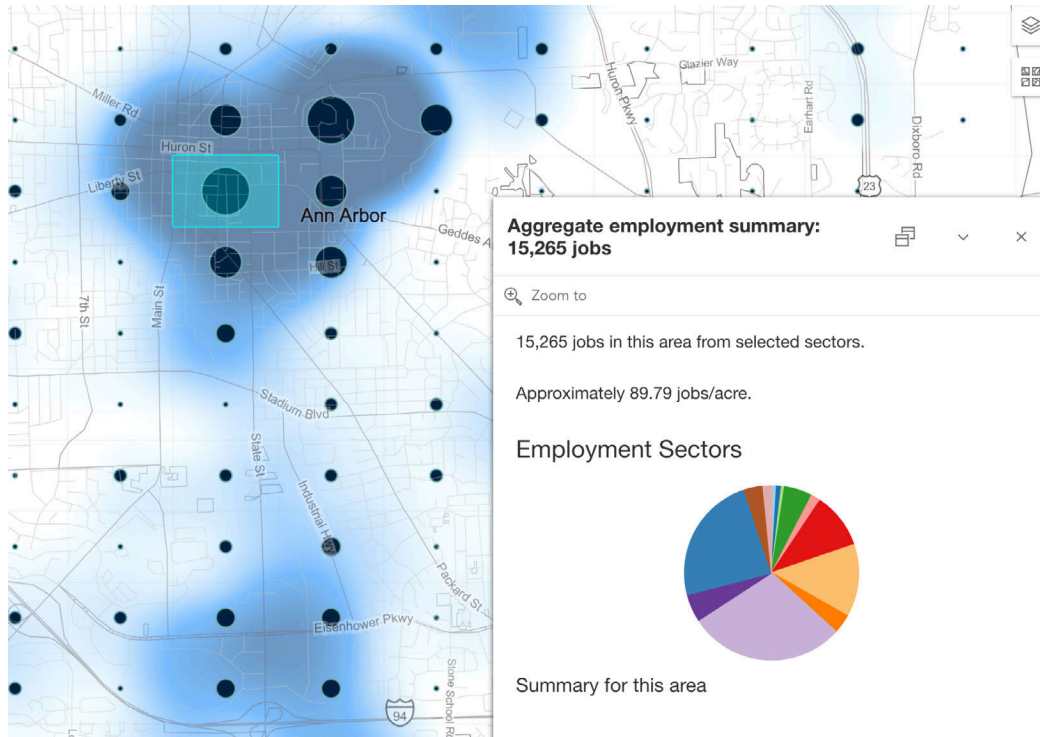 Glazier Way
Miller Rd
Huron Pkwy
Earhart Rd
Dixboro Rd
Huron St
Liberty St
23
Ann Arbor
Geddes A
Hill St
7th St
Main St
Stadium Blvd
State St
Industrial Hwy
Packard St
Eisenhower Pkwy
Stone School R
94
Aggregate employment summary:
15,265 jobs
Zoom to
15,265 jobs in this area from selected sectors.
Approximately 89.79 jobs/acre.
Employment Sectors
Summary for this area